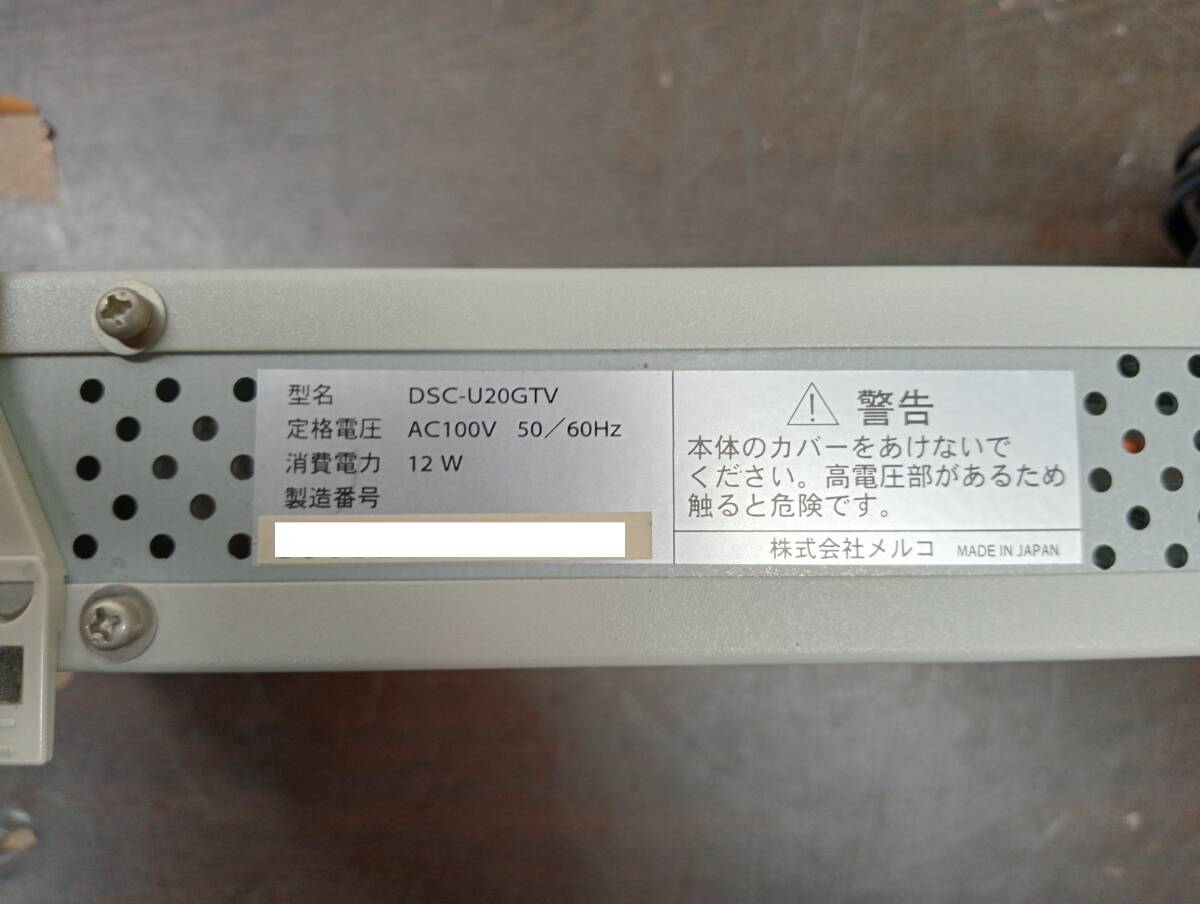 型名 DSC-U20GTV
定格電圧 AC100V 50／60Hz
消費電力 12 W
製造番号
警告
本体のカバーをあけないで
ください。高電圧部があるため
触ると危険です。
株式会社メルコ MADE IN JAPAN